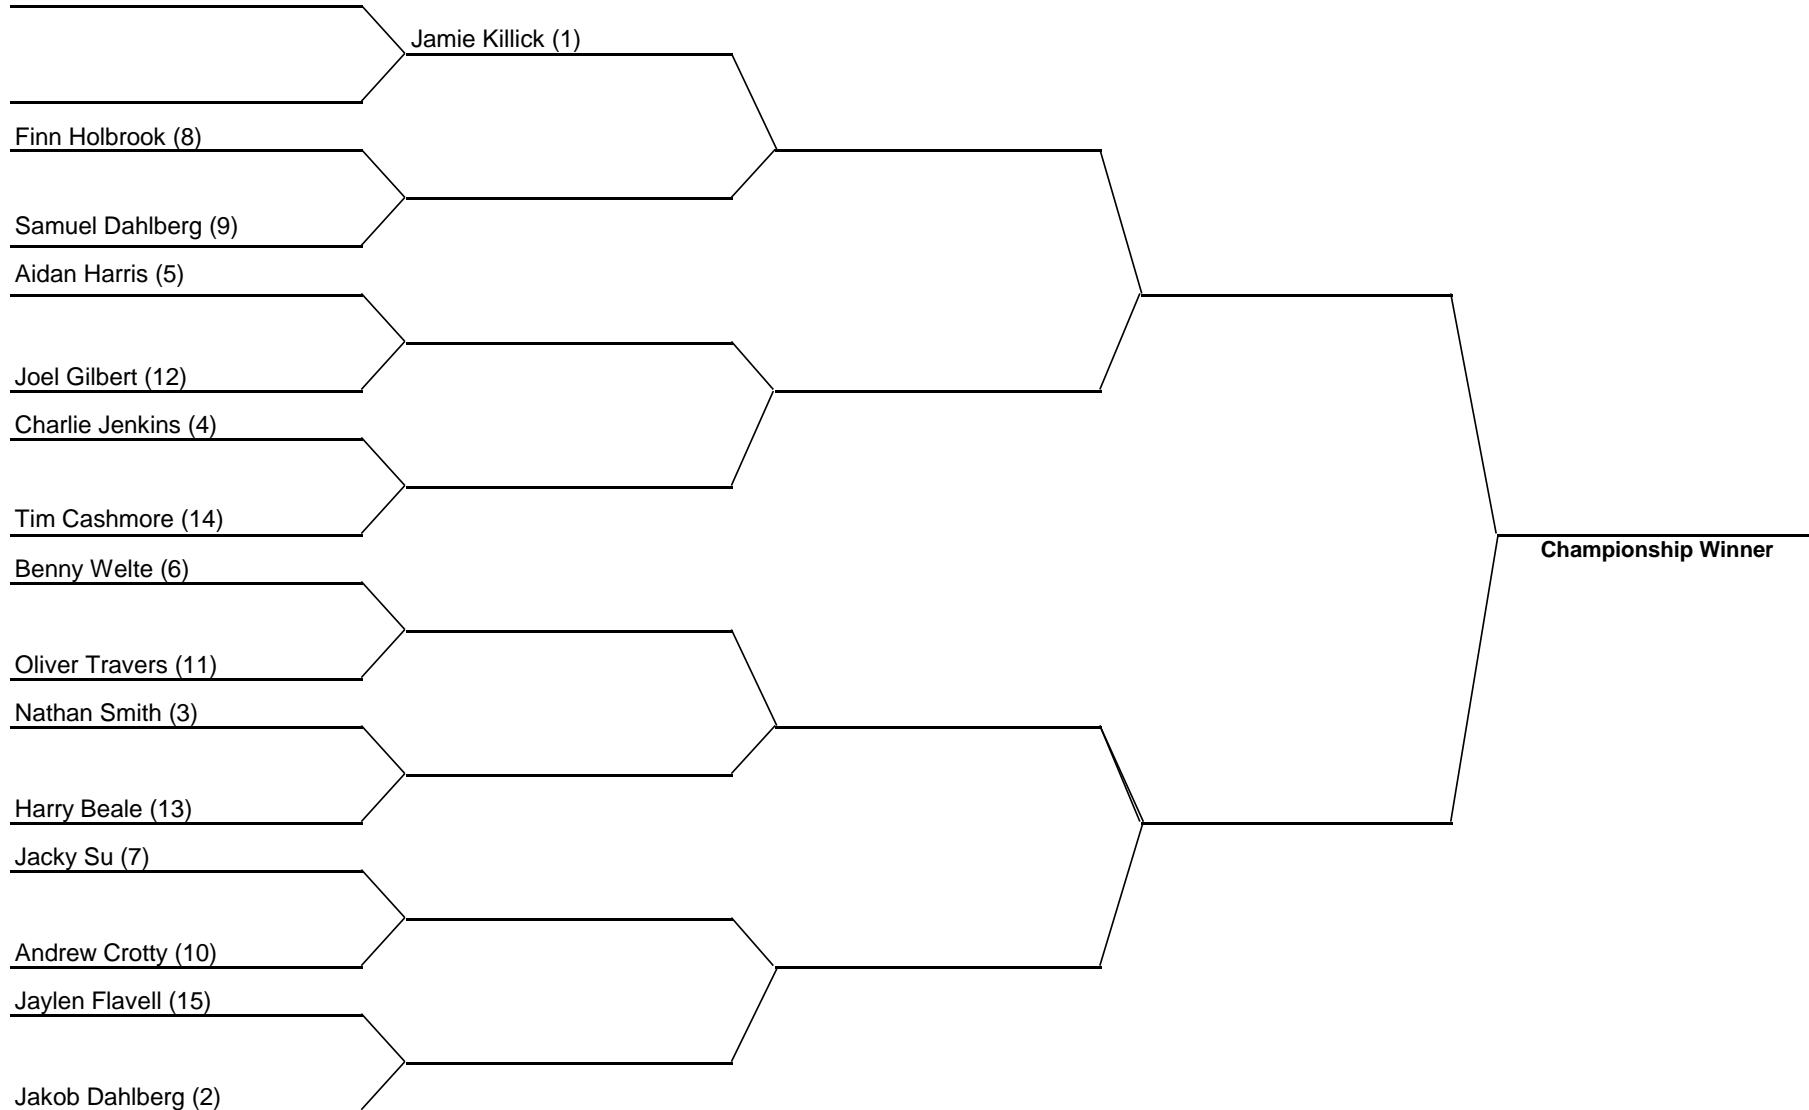 Jamie Killick (1)
Finn Holbrook (8)
Samuel Dahlberg (9)
Aidan Harris (5)
Joel Gilbert (12)
Charlie Jenkins (4)
Tim Cashmore (14)
Championship Winner
Benny Welte (6)
Oliver Travers (11)
Nathan Smith (3)
Harry Beale (13)
Jacky Su (7)
Andrew Crotty (10)
Jaylen Flavell (15)
Jakob Dahlberg (2)